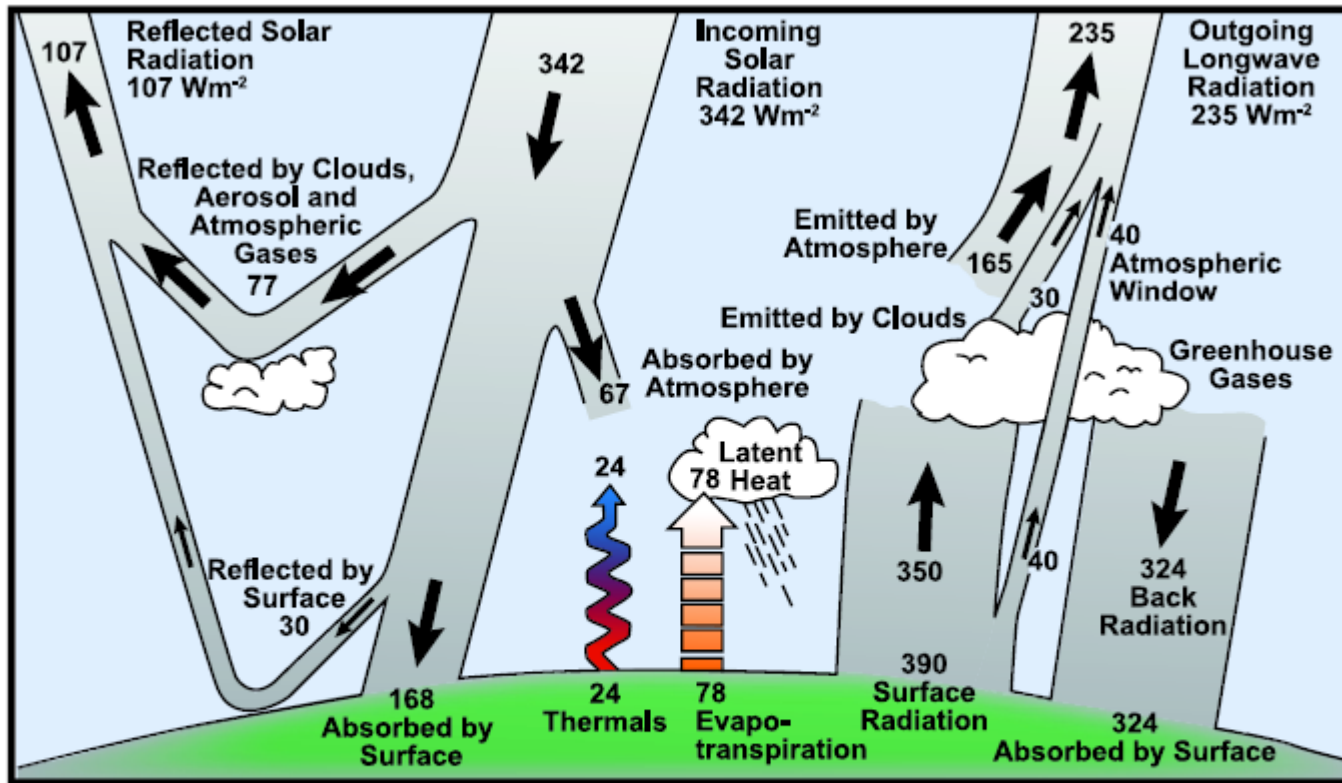 107
Reflected Solar
Radiation
107 Wm-2
342
Incoming
Solar
Radiation
342 Wm-2
235
Outgoing
Longwave
Radiation
235 Wm-2
Reflected by Clouds,
Aerosol and
Atmospheric
Gases
77
Emitted by
Atmosphere
165
40
Atmospheric
Window
30
Emitted by Clouds
Greenhouse
Gases
Absorbed by
Atmosphere
67
24
78
Latent
Heat
350
40
324
Back
Radiation
Reflected by
Surface
30
168
Absorbed by
Surface
24
Thermals
78
Evapo-
transpiration
390
Surface
Radiation
324
Absorbed by Surface